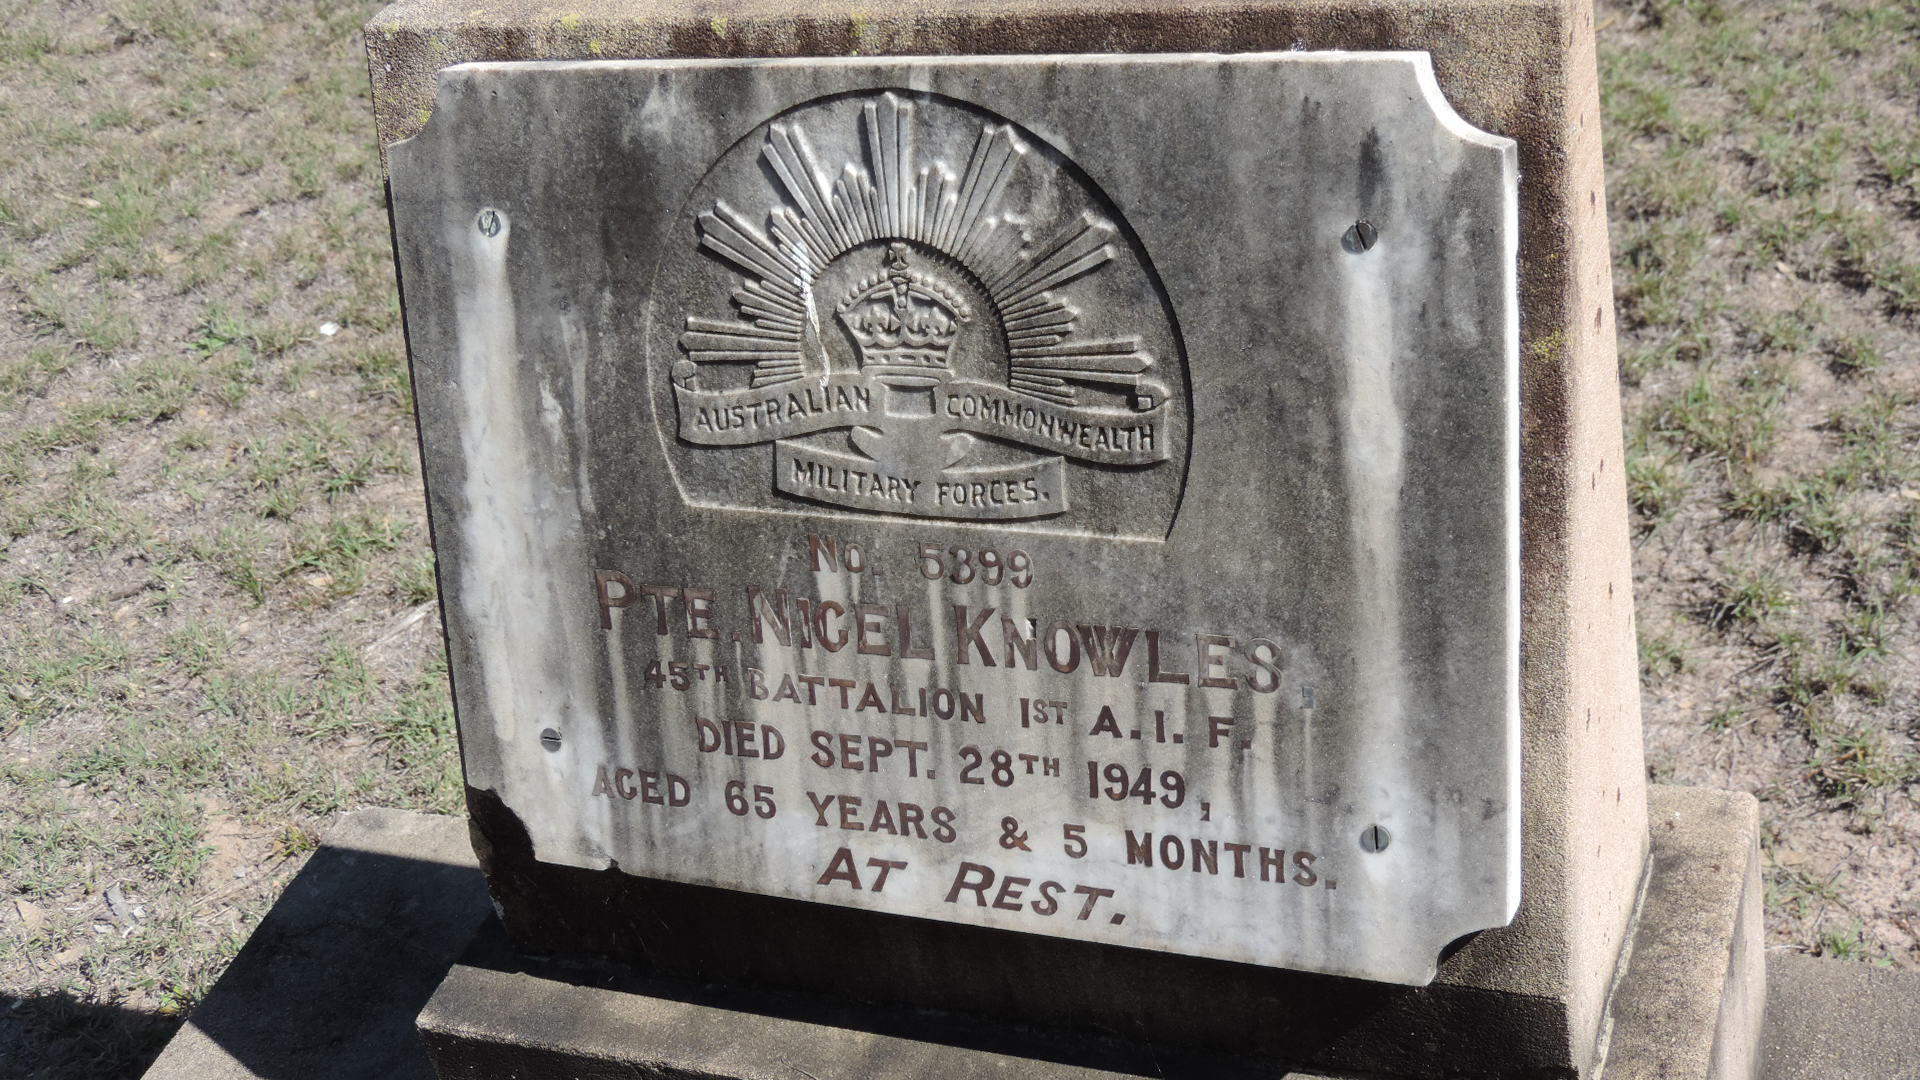 AUSTRALIAN COMMONWEALTH
MILITARY FORCES.
No. 5399
PTE. NIGEL KNOWLES,
45TH BATTALION 1ST A.I.F.
DIED SEPT. 28TH 1949,
AGED 65 YEARS & 5 MONTHS.
AT REST.